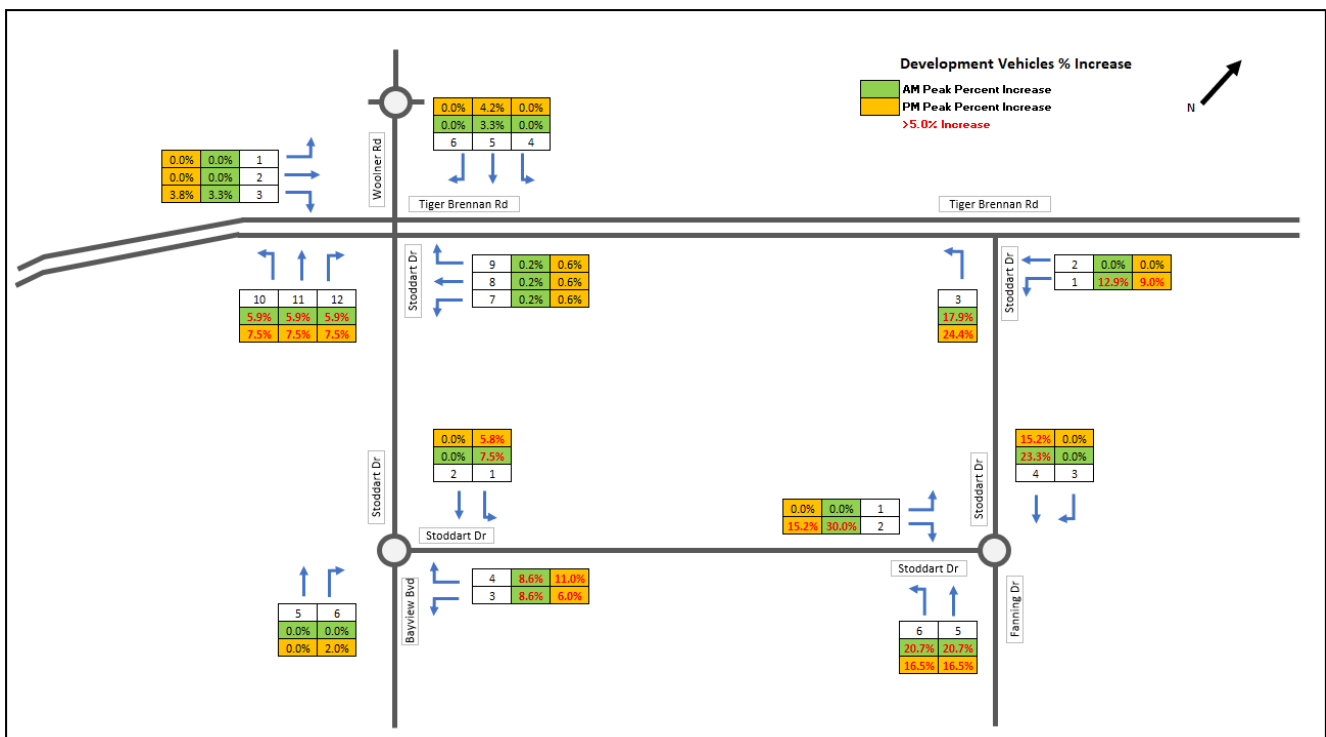 Development Vehicles % Increase
AM Peak Percent Increase
PM Peak Percent Increase
>5.0% Increase
N
0.0% 4.2% 0.0%
0.0% 3.3% 0.0%
6 5 4
Woolner Rd
0.0% 0.0% 1
0.0% 0.0% 2
3.8% 3.3% 3
Tiger Brennan Rd
Tiger Brennan Rd
Stoddart Dr
9 0.2% 0.6%
8 0.2% 0.6%
7 0.2% 0.6%
10 11 12
5.9% 5.9% 5.9%
7.5% 7.5% 7.5%
3
17.9%
24.4%
Stoddart Dr
2 0.0% 0.0%
1 12.9% 9.0%
0.0% 5.8%
0.0% 7.5%
2 1
Stoddart Dr
Stoddart Dr
15.2% 0.0%
23.3% 0.0%
4 3
Stoddart Dr
0.0% 0.0% 1
15.2% 30.0% 2
Stoddart Dr
4 8.6% 11.0%
3 8.6% 6.0%
Bayview Bvd
5 6
0.0% 0.0%
0.0% 2.0%
6 5
20.7% 20.7%
16.5% 16.5%
Fanning Dr